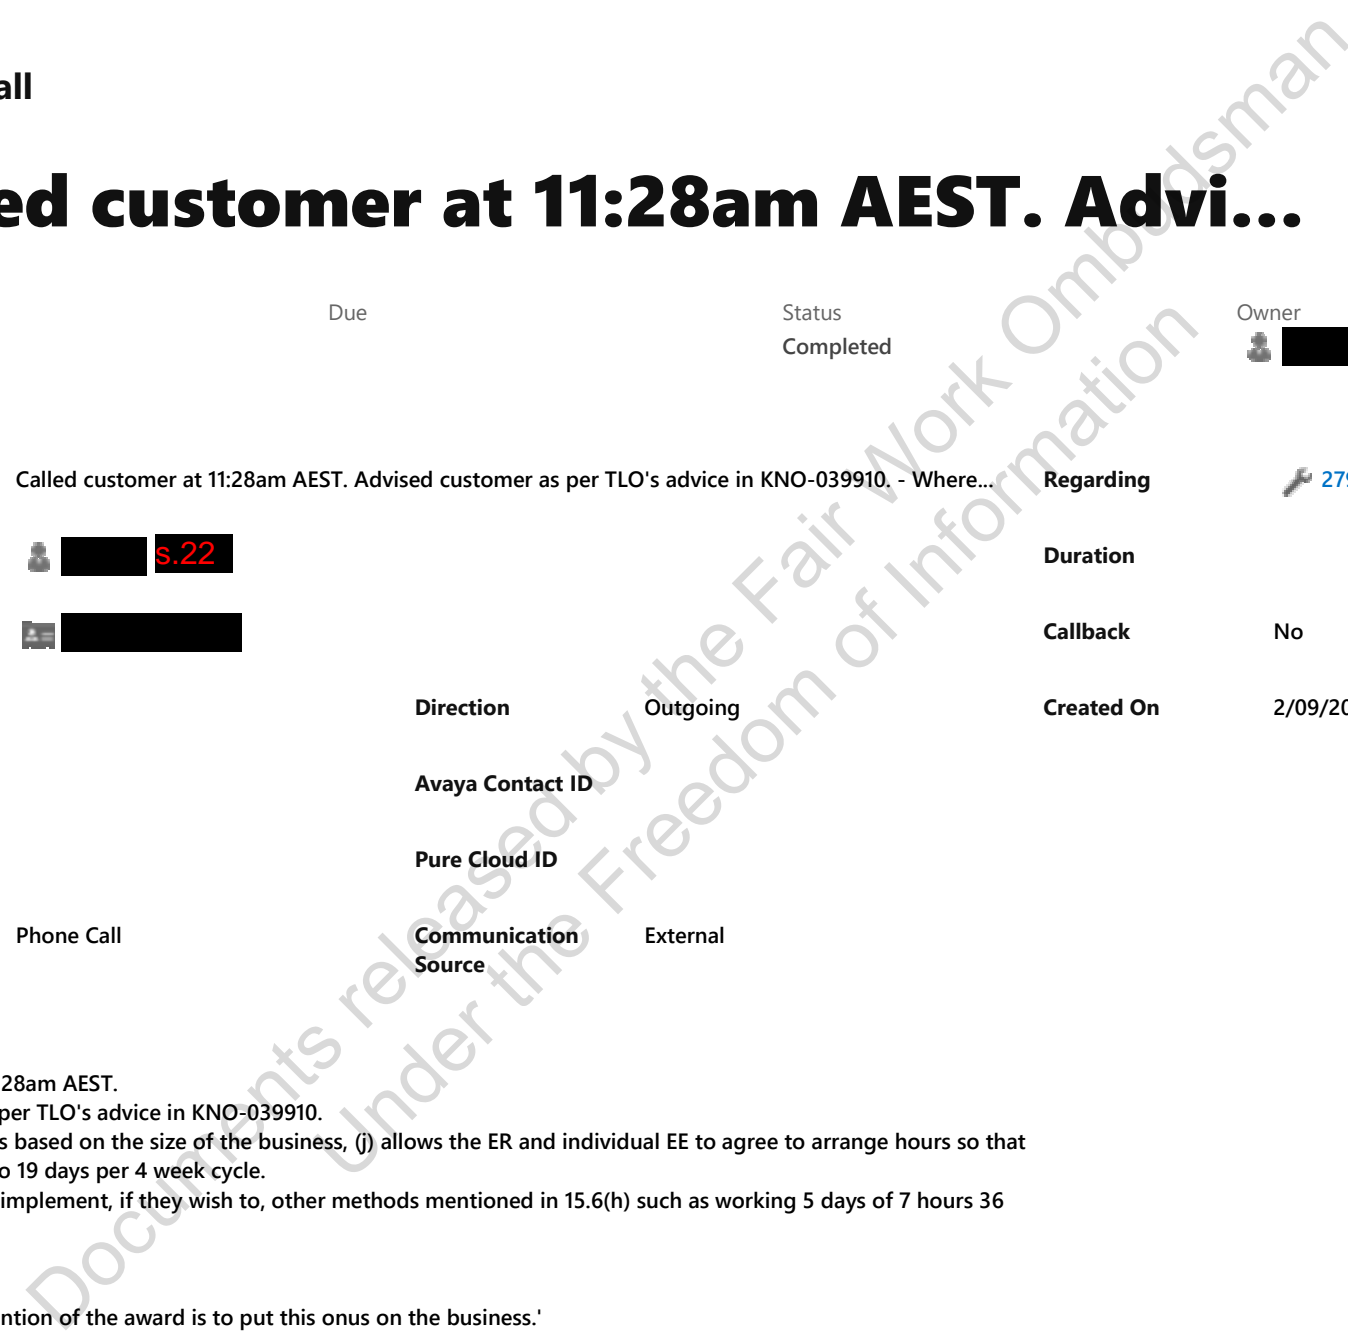 all
ed customer at 11:28am AEST. Advi...
Due
Status
Owner
Completed
Called customer at 11:28am AEST. Advised customer as per TLO's advice in KNO-039910. - Where...
Regarding
279
s.22
Duration
Callback
No
Direction
Outgoing
Created On
2/09/20
Avaya Contact ID
Pure Cloud ID
Phone Call
Communication Source
External
28am AEST.
per TLO's advice in KNO-039910.
s based on the size of the business, (j) allows the ER and individual EE to agree to arrange hours so that
o 19 days per 4 week cycle.
implement, if they wish to, other methods mentioned in 15.6(h) such as working 5 days of 7 hours 36
ntion of the award is to put this onus on the business.'
Documents released by the Fair Work Ombudsman
Under the Freedom of Information